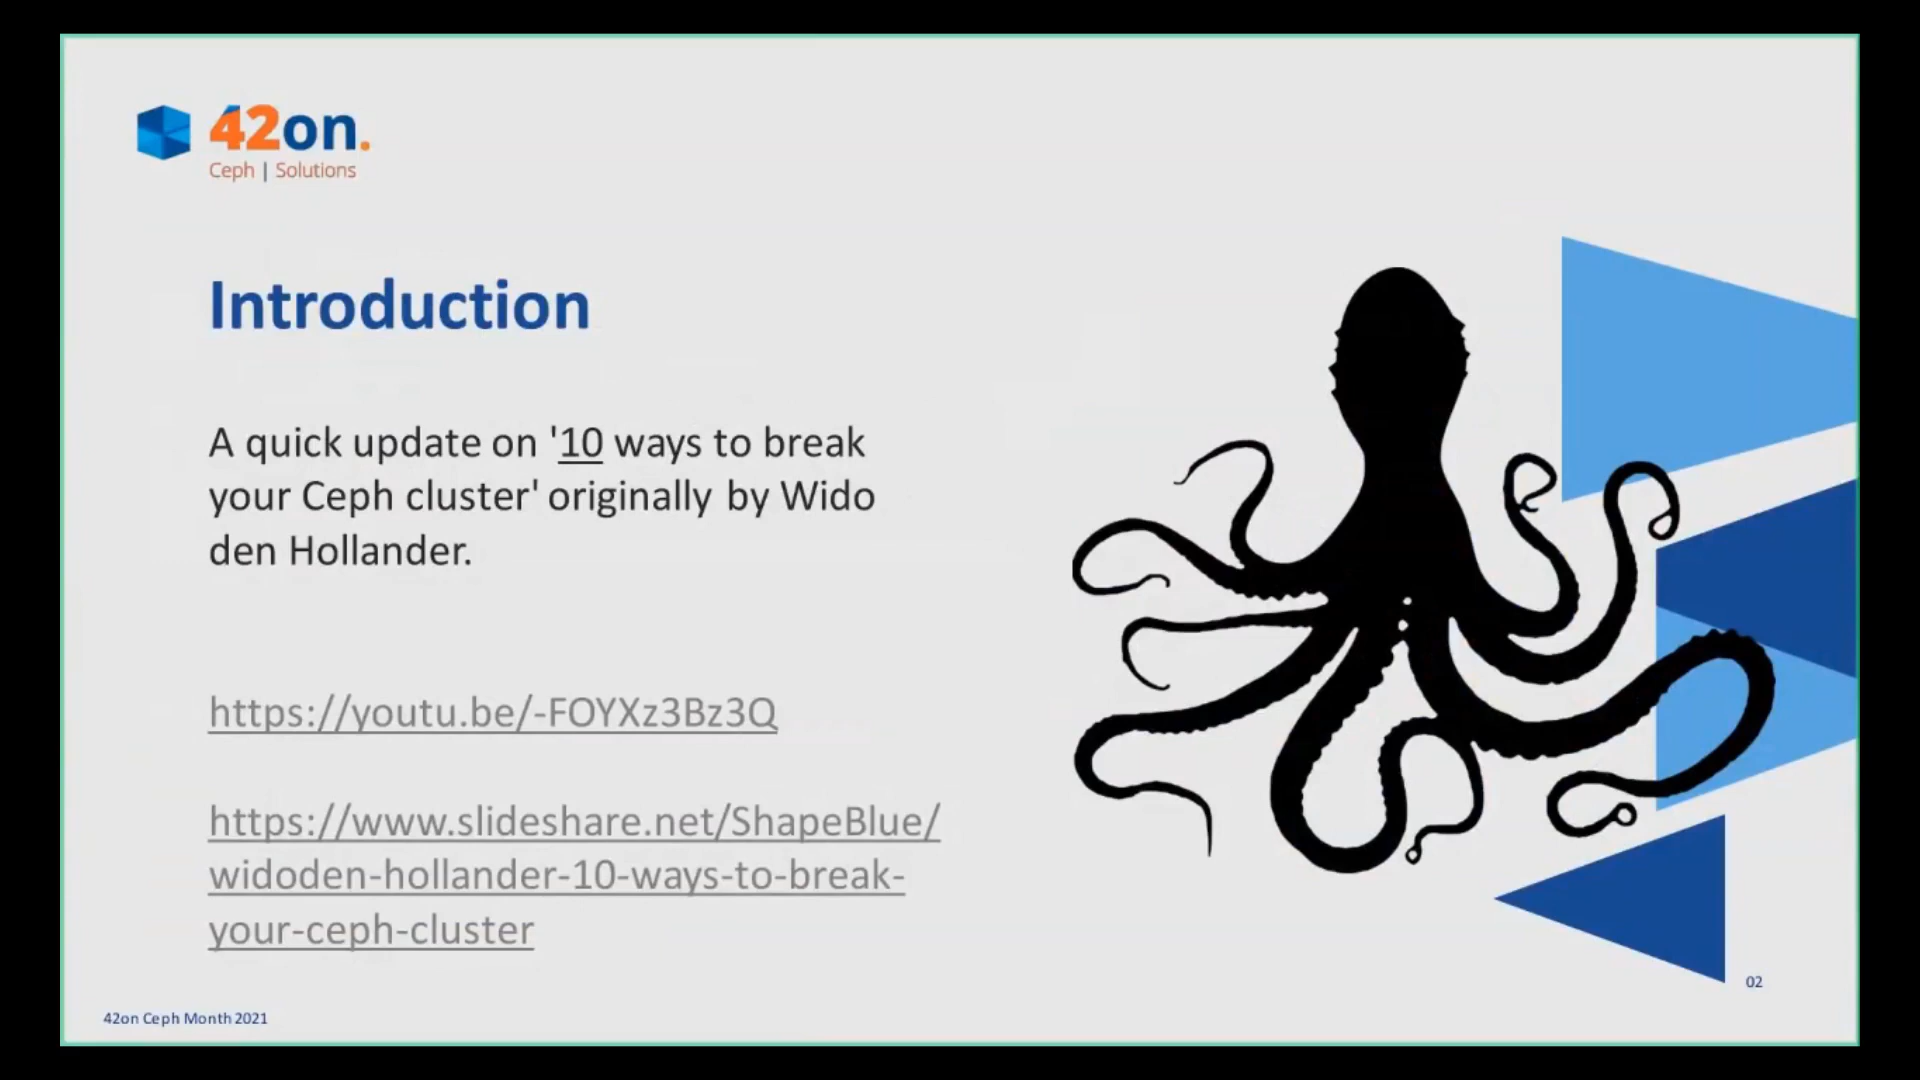 42on.
Ceph | Solutions
Introduction
A quick update on '10 ways to break
your Ceph cluster' originally by Wido
den Hollander.
https://youtu.be/-FOYXz3Bz3Q
https://www.slideshare.net/ShapeBlue/
widoden-hollander-10-ways-to-break-
your-ceph-cluster
02
42on Ceph Month 2021